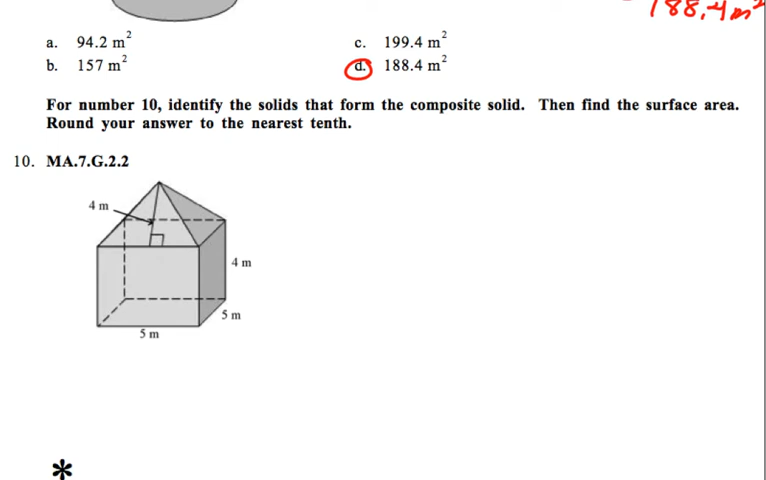 188.4 m²
a. 94.2 m²
c. 199.4 m²
b. 157 m²
d. 188.4 m²
For number 10, identify the solids that form the composite solid. Then find the surface area.
Round your answer to the nearest tenth.
10. MA.7.G.2.2
4 m
4 m
5 m
5 m
*